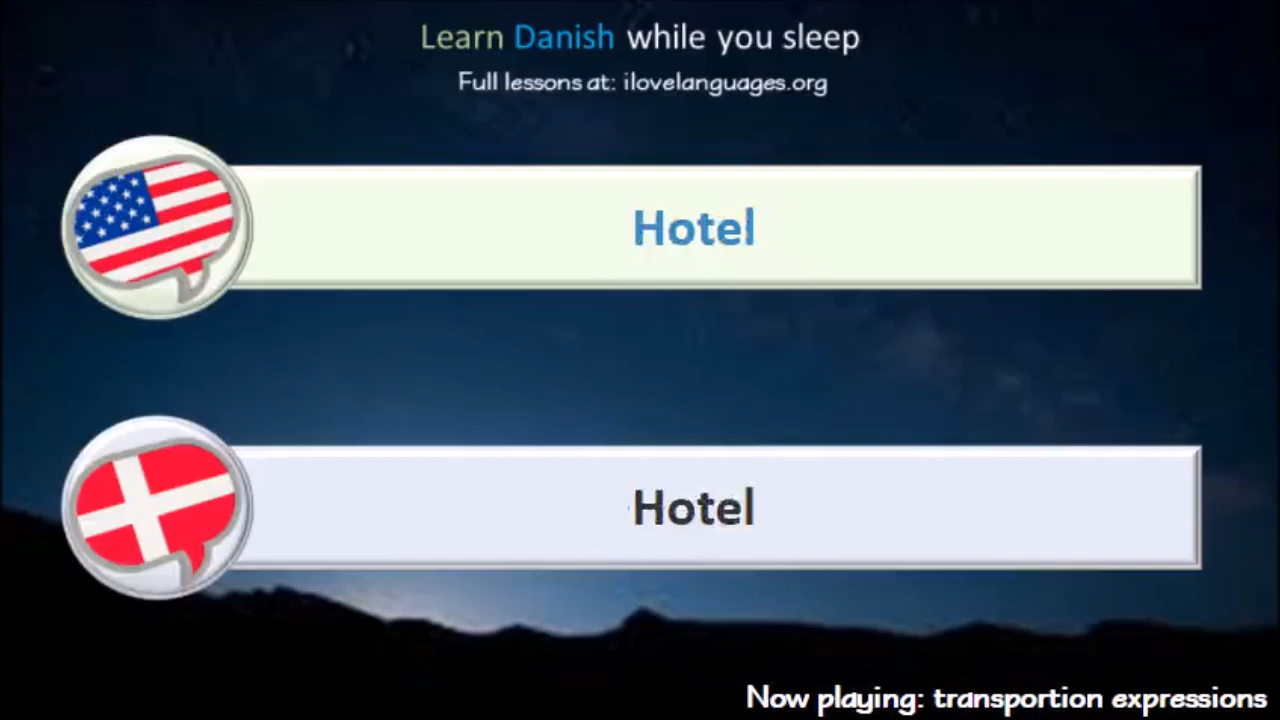 Learn Danish while you sleep
Full lessons at: ilovelanguages.org
Hotel
Hotel
Now playing: transportion expressions